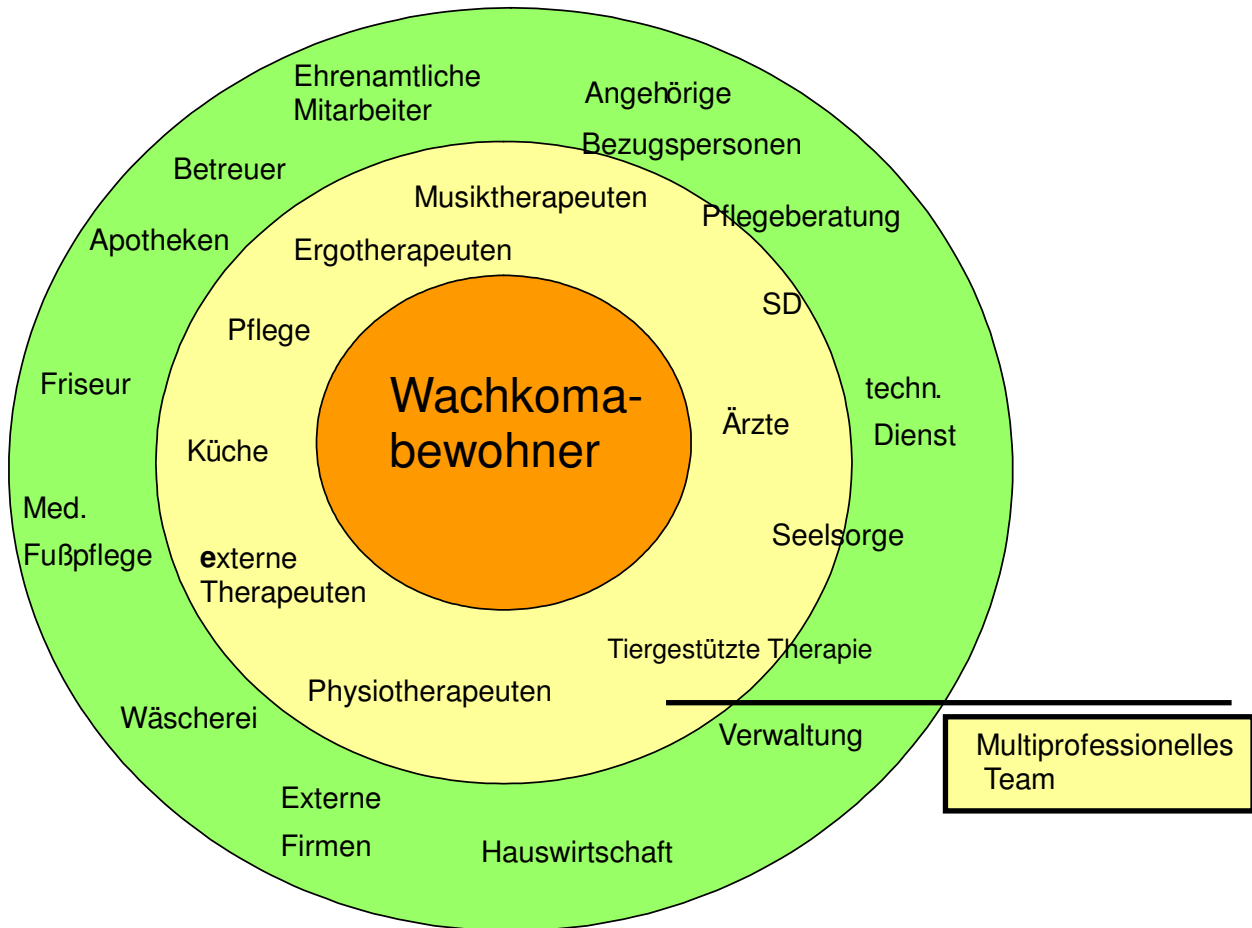 Ehrenamtliche
Mitarbeiter
Angehörige
Bezugspersonen
Betreuer
Musiktherapeuten
Pflegeberatung
Apotheken
Ergotherapeuten
SD
Pflege
Friseur
Wachkoma-
bewohner
techn.
Dienst
Ärzte
Küche
Med.
Fußpflege
Seelsorge
externe
Therapeuten
Tiergestützte Therapie
Physiotherapeuten
Wäscherei
Verwaltung
Multiprofessionelles
Team
Externe
Firmen
Hauswirtschaft